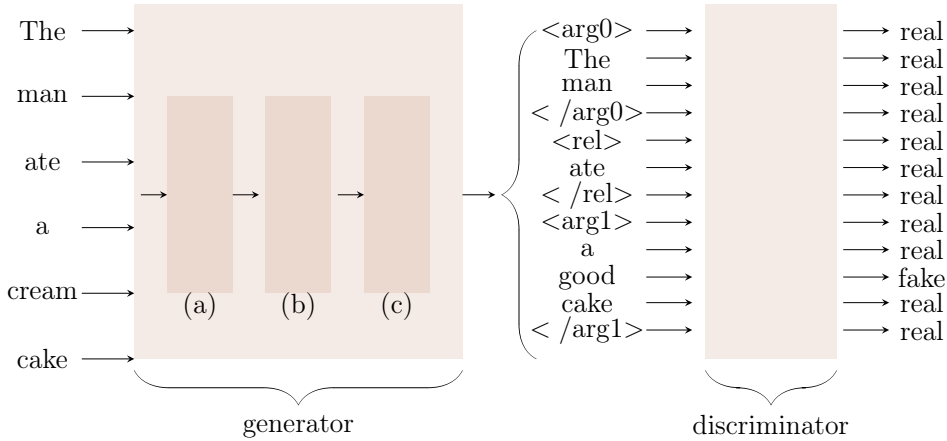 The
man
ate
a
cream
cake
(a) (b) (c)
generator
<arg0>
The
man
< /arg0>
<rel>
ate
< /rel>
<arg1>
a
good
cake
< /arg1>
discriminator
real
real
real
real
real
real
real
real
real
fake
real
real